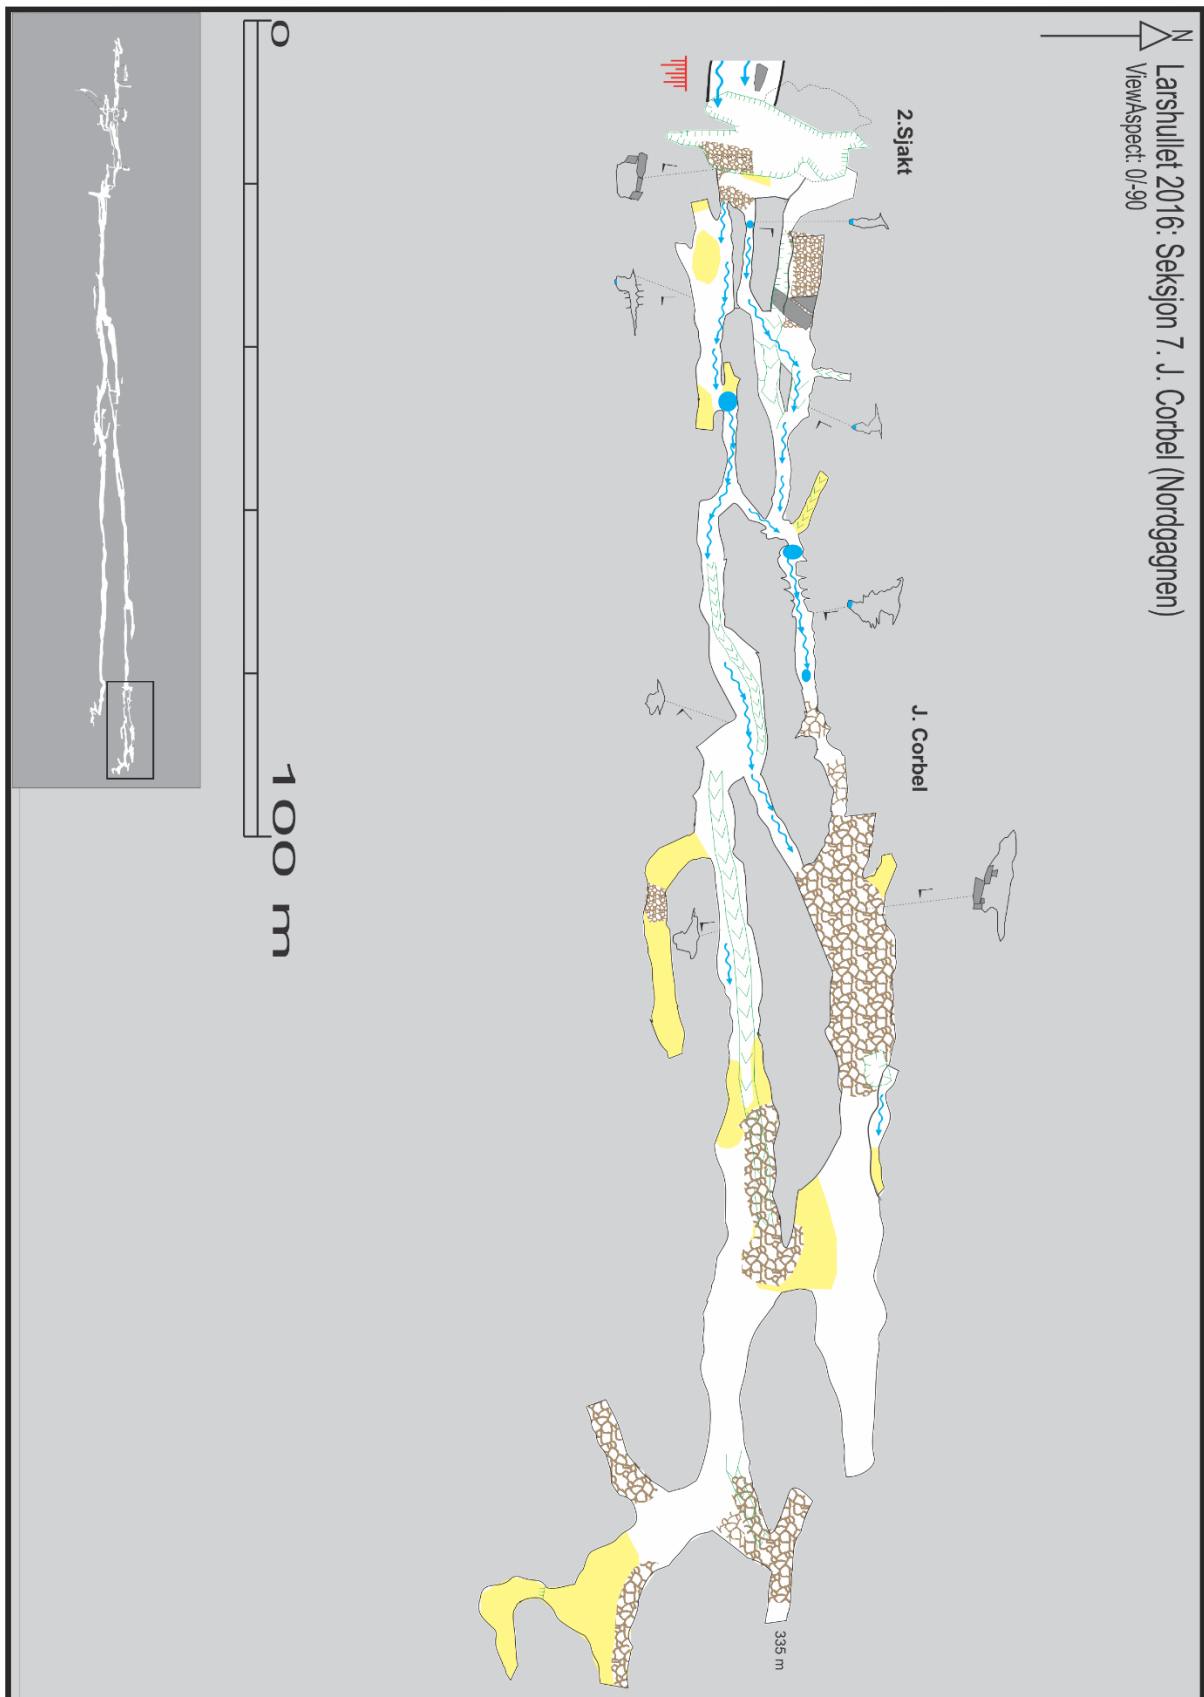 N
Larshullet 2016: Seksjon 7. J. Corbel (Nordgagnen)
ViewAspect: 0/-90
2.Sjakt
J. Corbel
335 m
0
100 m